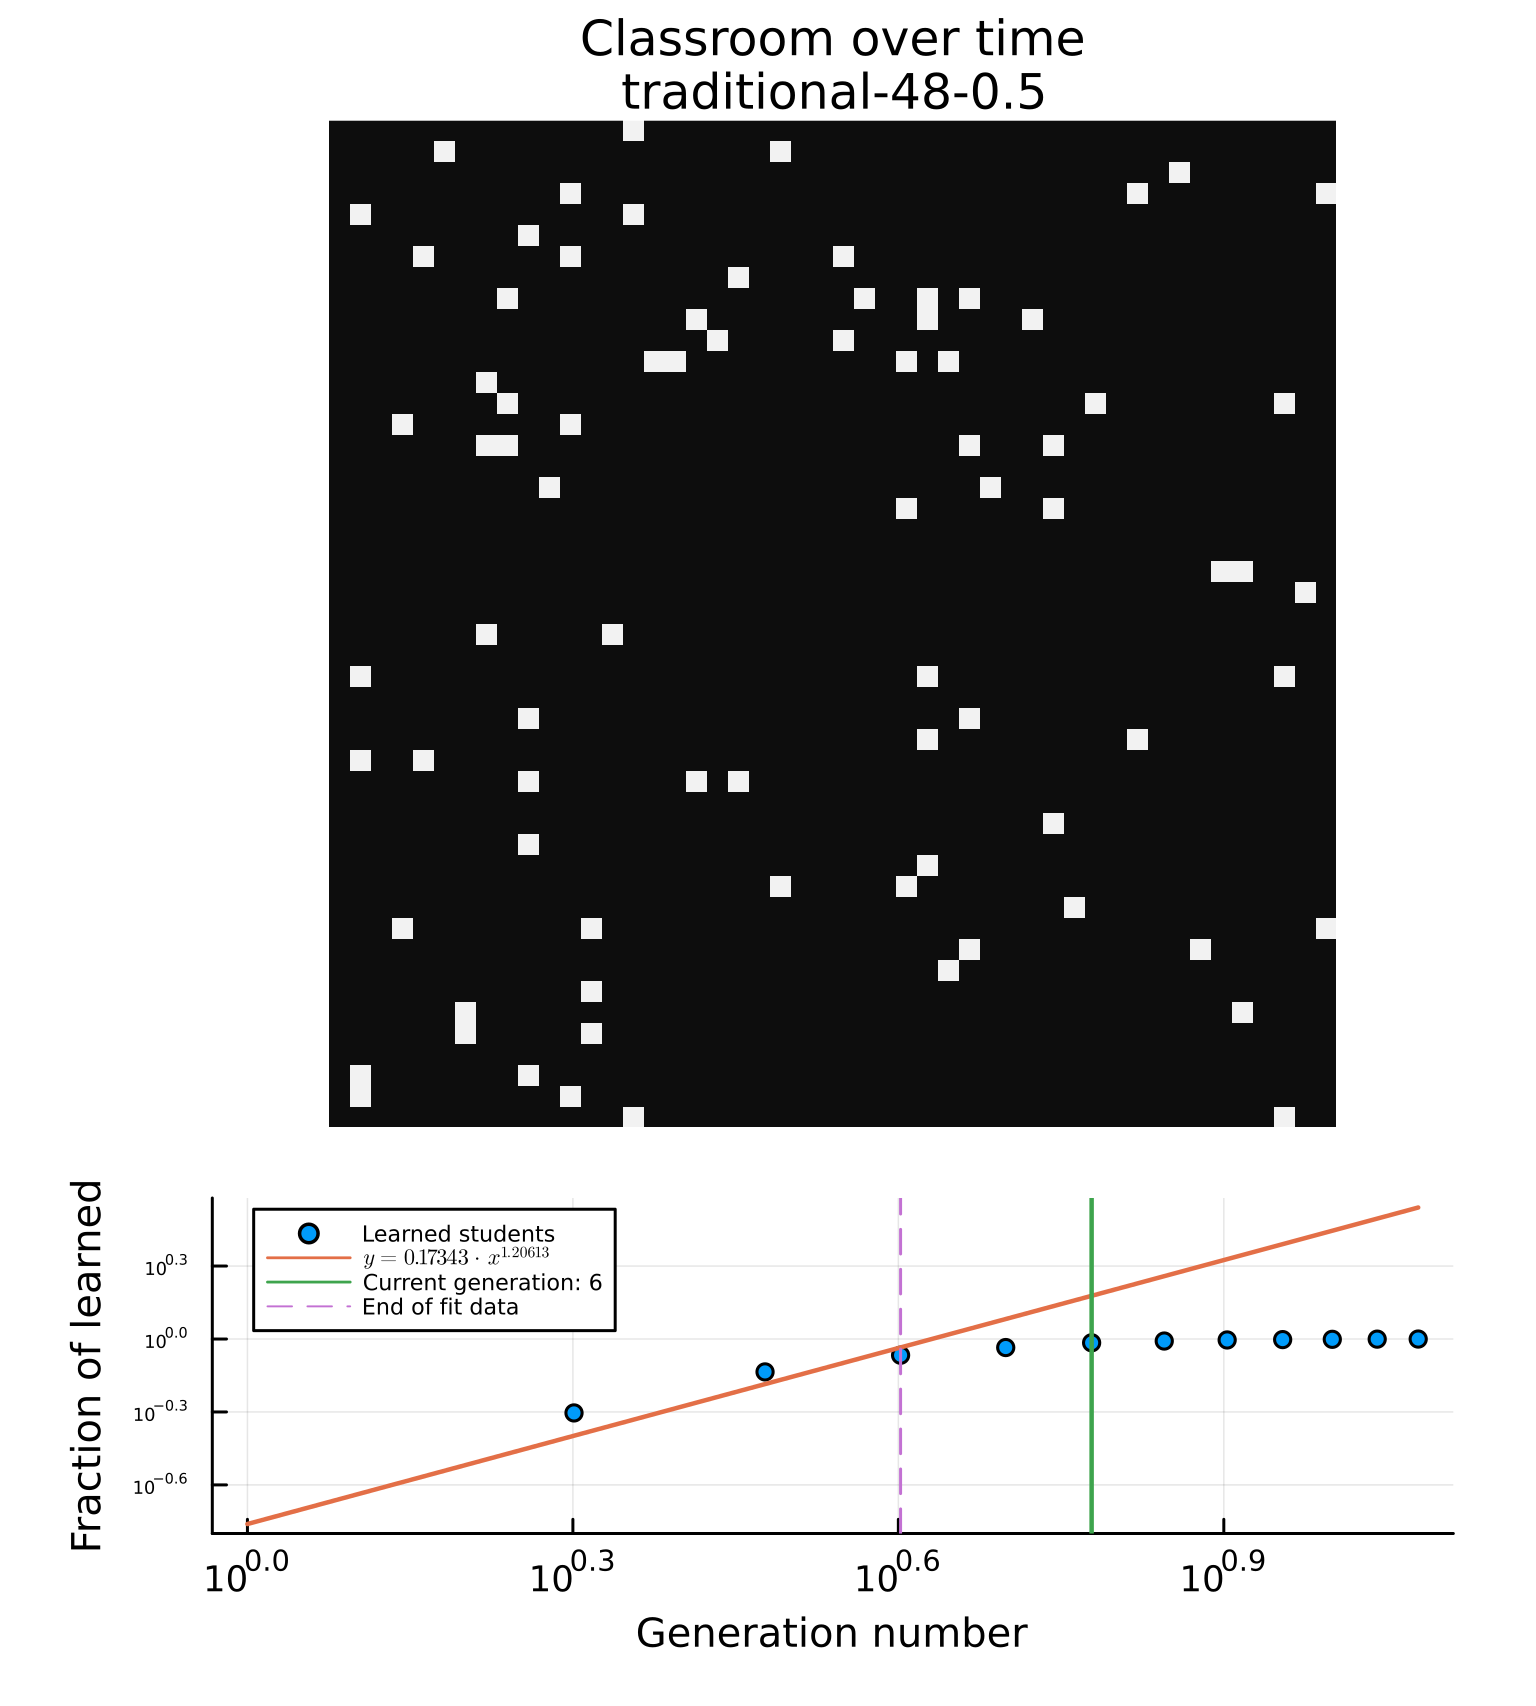 Classroom over time
traditional-48-0.5
Fraction of learned
Learned students
y = 0.17343 · x^1.20613
Current generation: 6
End of fit data
10^0.3
10^0.0
10^−0.3
10^−0.6
10^0.0 10^0.3 10^0.6 10^0.9
Generation number